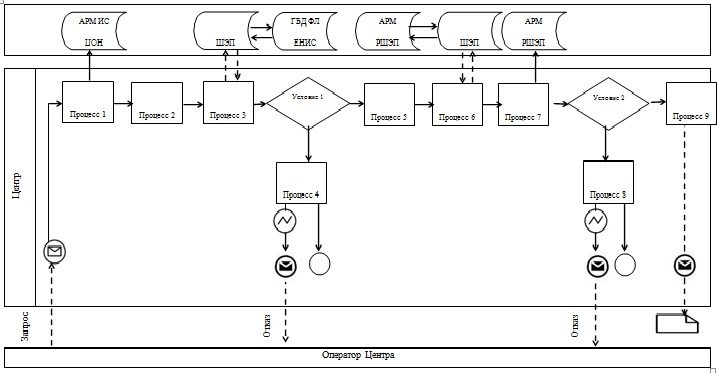 АРМ ИС
ЦОН
ШЭП
ГБД ФЛ
ЕНИС
АРМ
РШЭП
ШЭП
АРМ
РШЭП
Процесс 1
Процесс 2
Процесс 3
Условие 1
Процесс 5
Процесс 6
Процесс 7
Условие 2
Процесс 9
Процесс 4
Процесс 8
Центр
Запрос
Отказ
Отказ
Оператор Центра